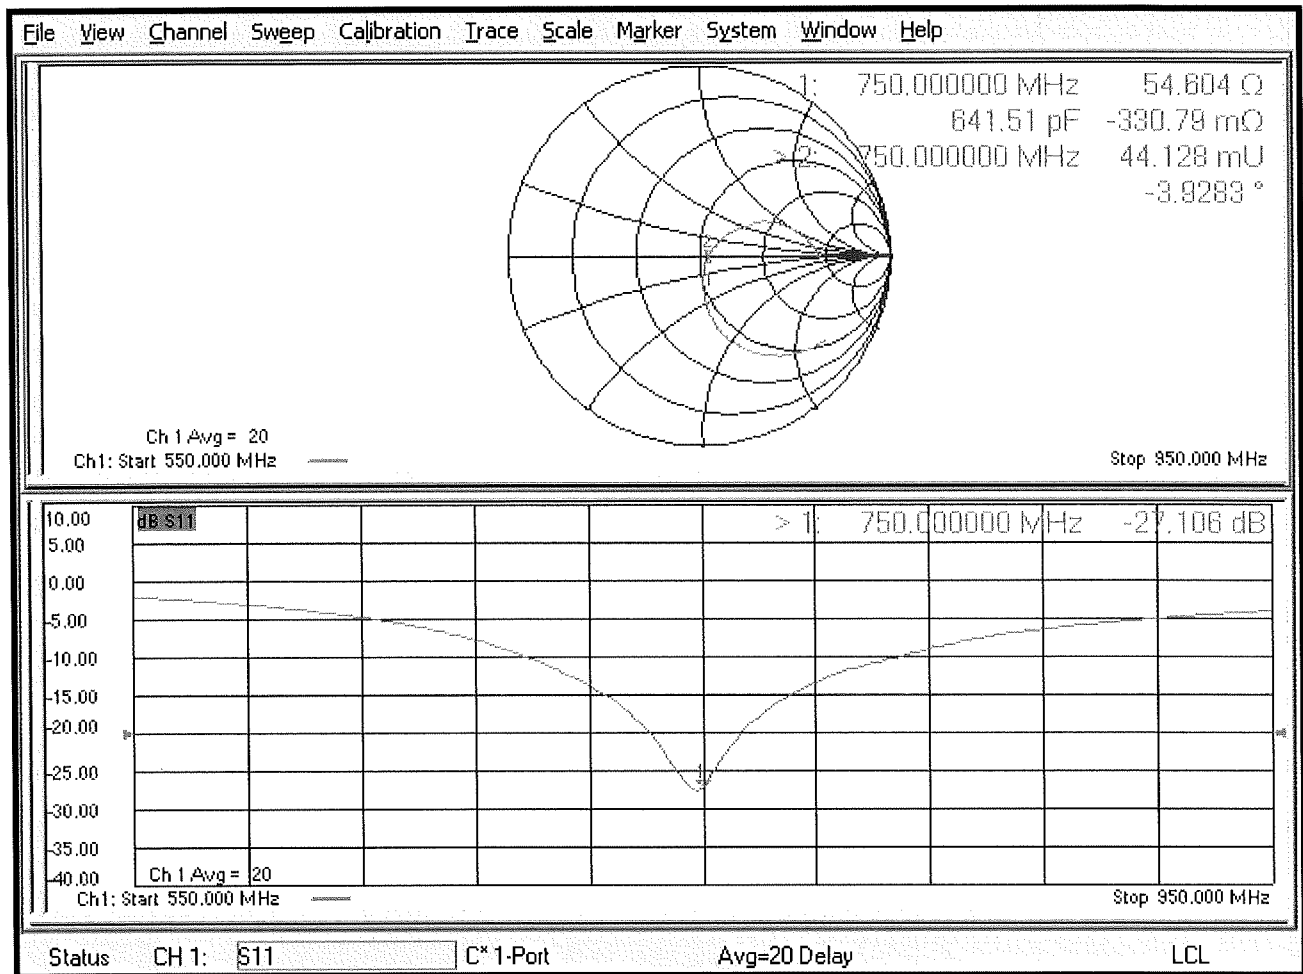 File View Channel Sweep Calibration Trace Scale Marker System Window Help
1: 750.000000 MHz 54.604 Ω
641.51 pF -330.79 mΩ
> 2: 750.000000 MHz 44.128 mU
-3.9283 °
Ch 1 Avg = 20
Ch1: Start 550.000 MHz
Stop 950.000 MHz
10.00
dB S11
> 1: 750.000000 MHz -27.106 dB
5.00
0.00
-5.00
-10.00
-15.00
-20.00
-25.00
1
-30.00
-35.00
-40.00
Ch 1 Avg = 20
Ch1: Start 550.000 MHz
Stop 950.000 MHz
Status CH 1: S11 C* 1-Port Avg=20 Delay LCL